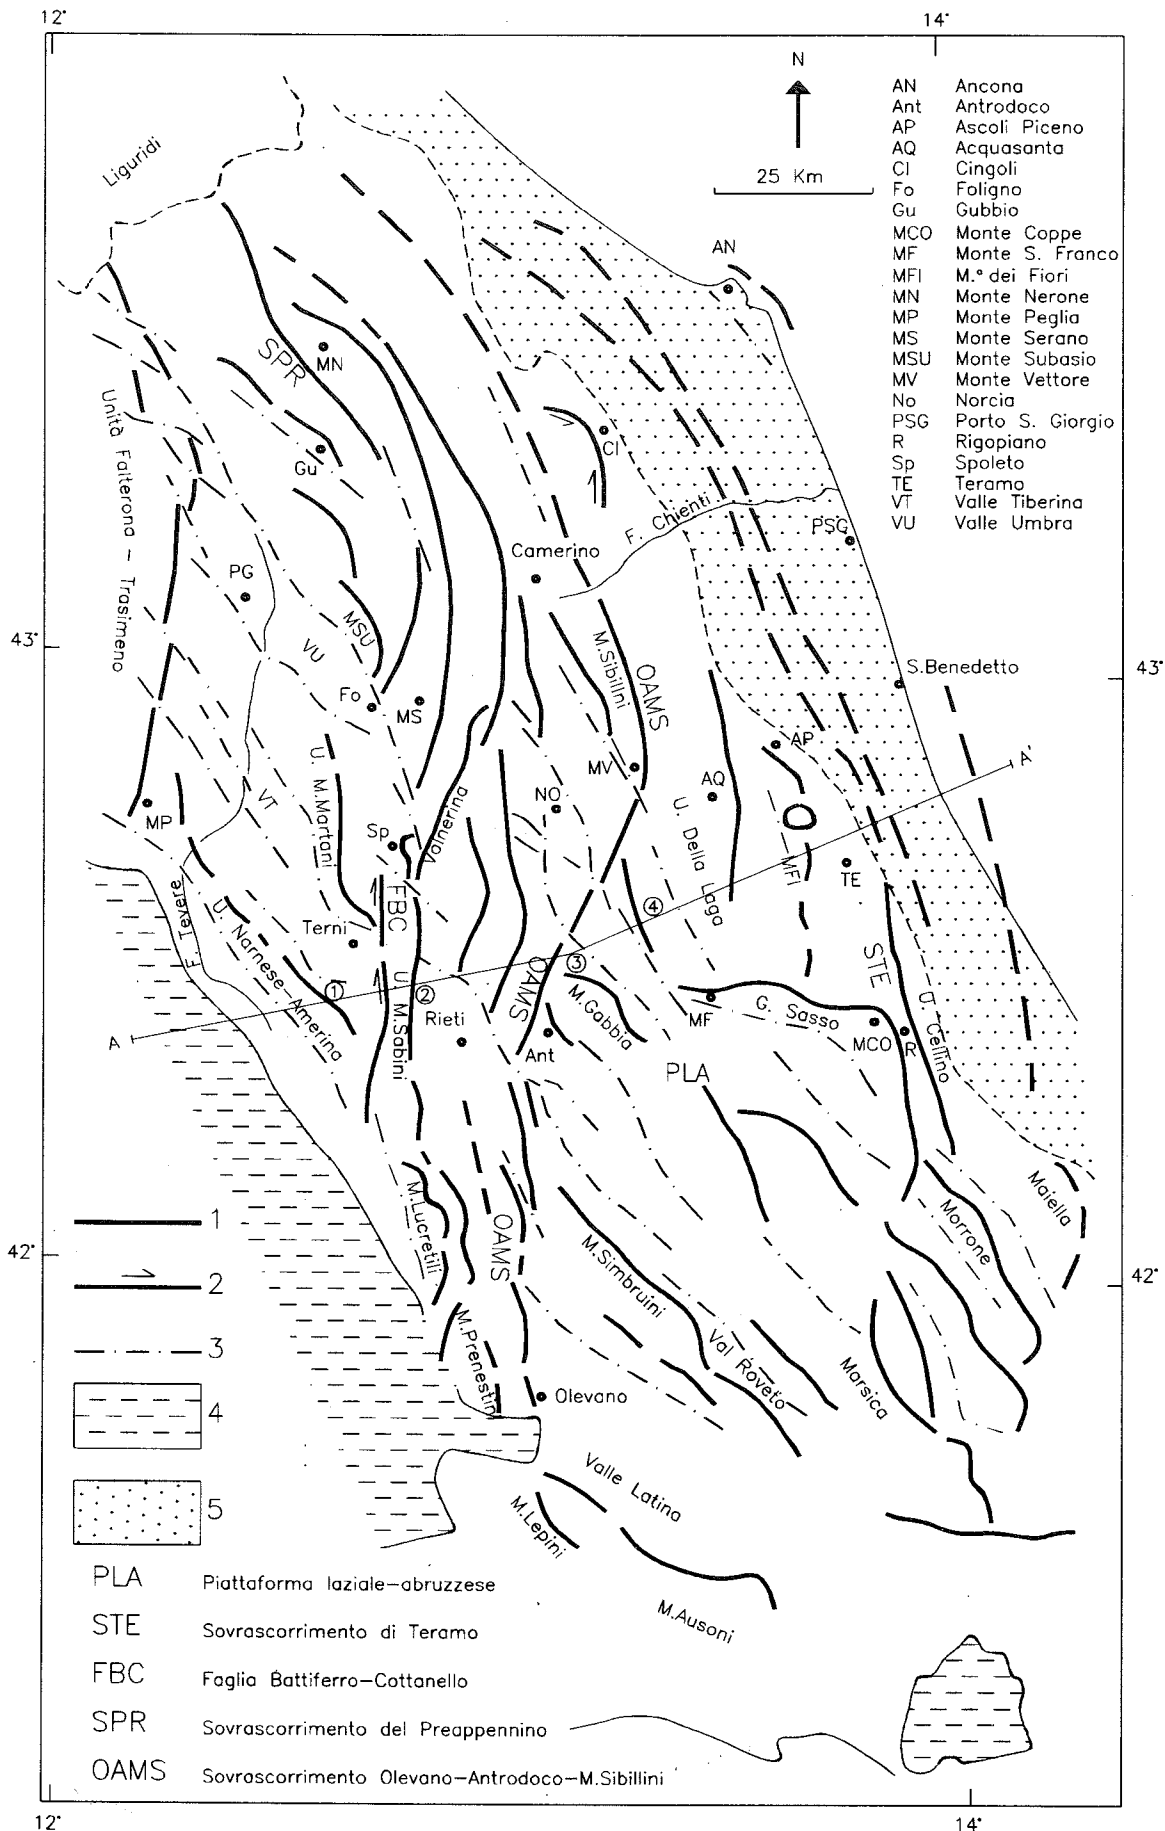 12°
14°
N
25 Km
AN Ancona
Ant Antrodoco
AP Ascoli Piceno
AQ Acquasanta
CI Cingoli
Fo Foligno
Gu Gubbio
MCO Monte Coppe
MF Monte S. Franco
MFI M.ª dei Fiori
MN Monte Nerone
MP Monte Peglia
MS Monte Serano
MSU Monte Subasio
MV Monte Vettore
No Norcia
PSG Porto S. Giorgio
R Rigopiano
Sp Spoleto
TE Teramo
VT Valle Tiberina
VU Valle Umbra
Liguridi
AN
SPR
MN
Unità Falterona - Trasimeno
Gu
CI
F. Chienti
PSG
Camerino
PG
MSU
VU
43°
43°
M.Sibillni
OAMS
S.Benedetto
Fo
MS
AP
A'
U. M.Martani
MV
AQ
NO
VT
MP
Valnerina
Sp
U. Della Laga
MFI
TE
F. Tevere
FBC
U. Narnese-Amerina
Terni
4
STE
3
1
2
OAMS
U. M.Sabini
Rieti
M.Gabbia
MF
G. Sasso
U. Cellino
A
Ant
MCO
R
PLA
Maiella
M.Lucretili
OAMS
Morrone
1
42°
42°
M.Simbruini
2
M.Prenestini
Val Roveto
3
Marsica
Olevano
4
Valle Latina
5
M.Lepini
M.Ausoni
PLA Piattaforma laziale-abruzzese
STE Sovrascorrimento di Teramo
FBC Faglia Battiferro-Cottanello
SPR Sovrascorrimento del Preappennino
OAMS Sovrascorrimento Olevano-Antrodoco-M.Sibillini
12°
14°